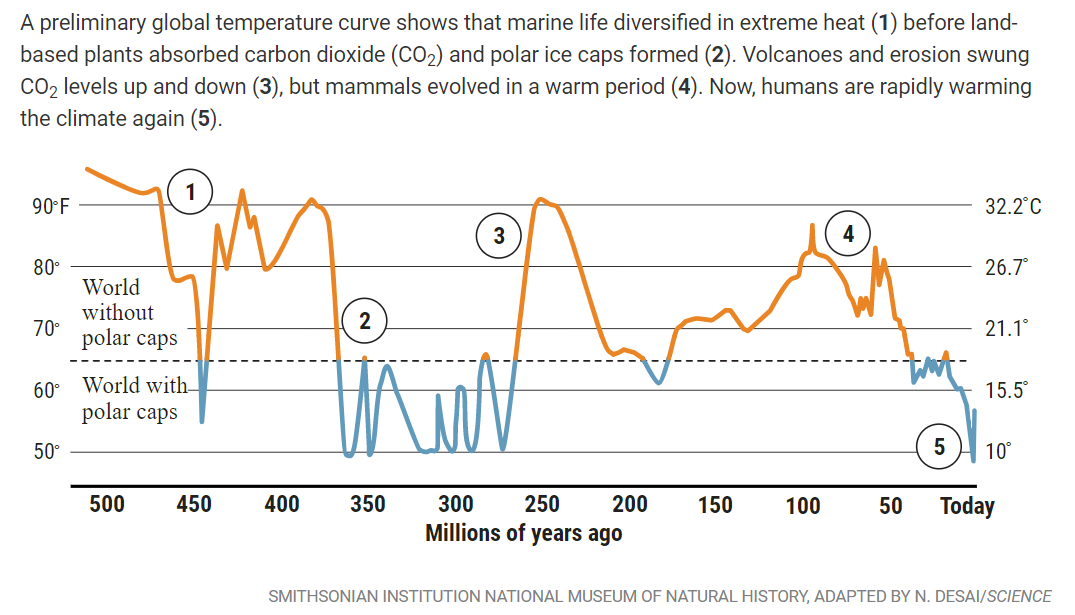 A preliminary global temperature curve shows that marine life diversified in extreme heat (1) before land-
based plants absorbed carbon dioxide (CO₂) and polar ice caps formed (2). Volcanoes and erosion swung
CO₂ levels up and down (3), but mammals evolved in a warm period (4). Now, humans are rapidly warming
the climate again (5).
1
90°F
32.2°C
3
4
80°
26.7°
World
without
polar caps
2
70°
21.1°
World with
polar caps
60°
15.5°
5
50°
10°
500 450 400 350 300 250 200 150 100 50 Today
Millions of years ago
SMITHSONIAN INSTITUTION NATIONAL MUSEUM OF NATURAL HISTORY, ADAPTED BY N. DESAI/SCIENCE